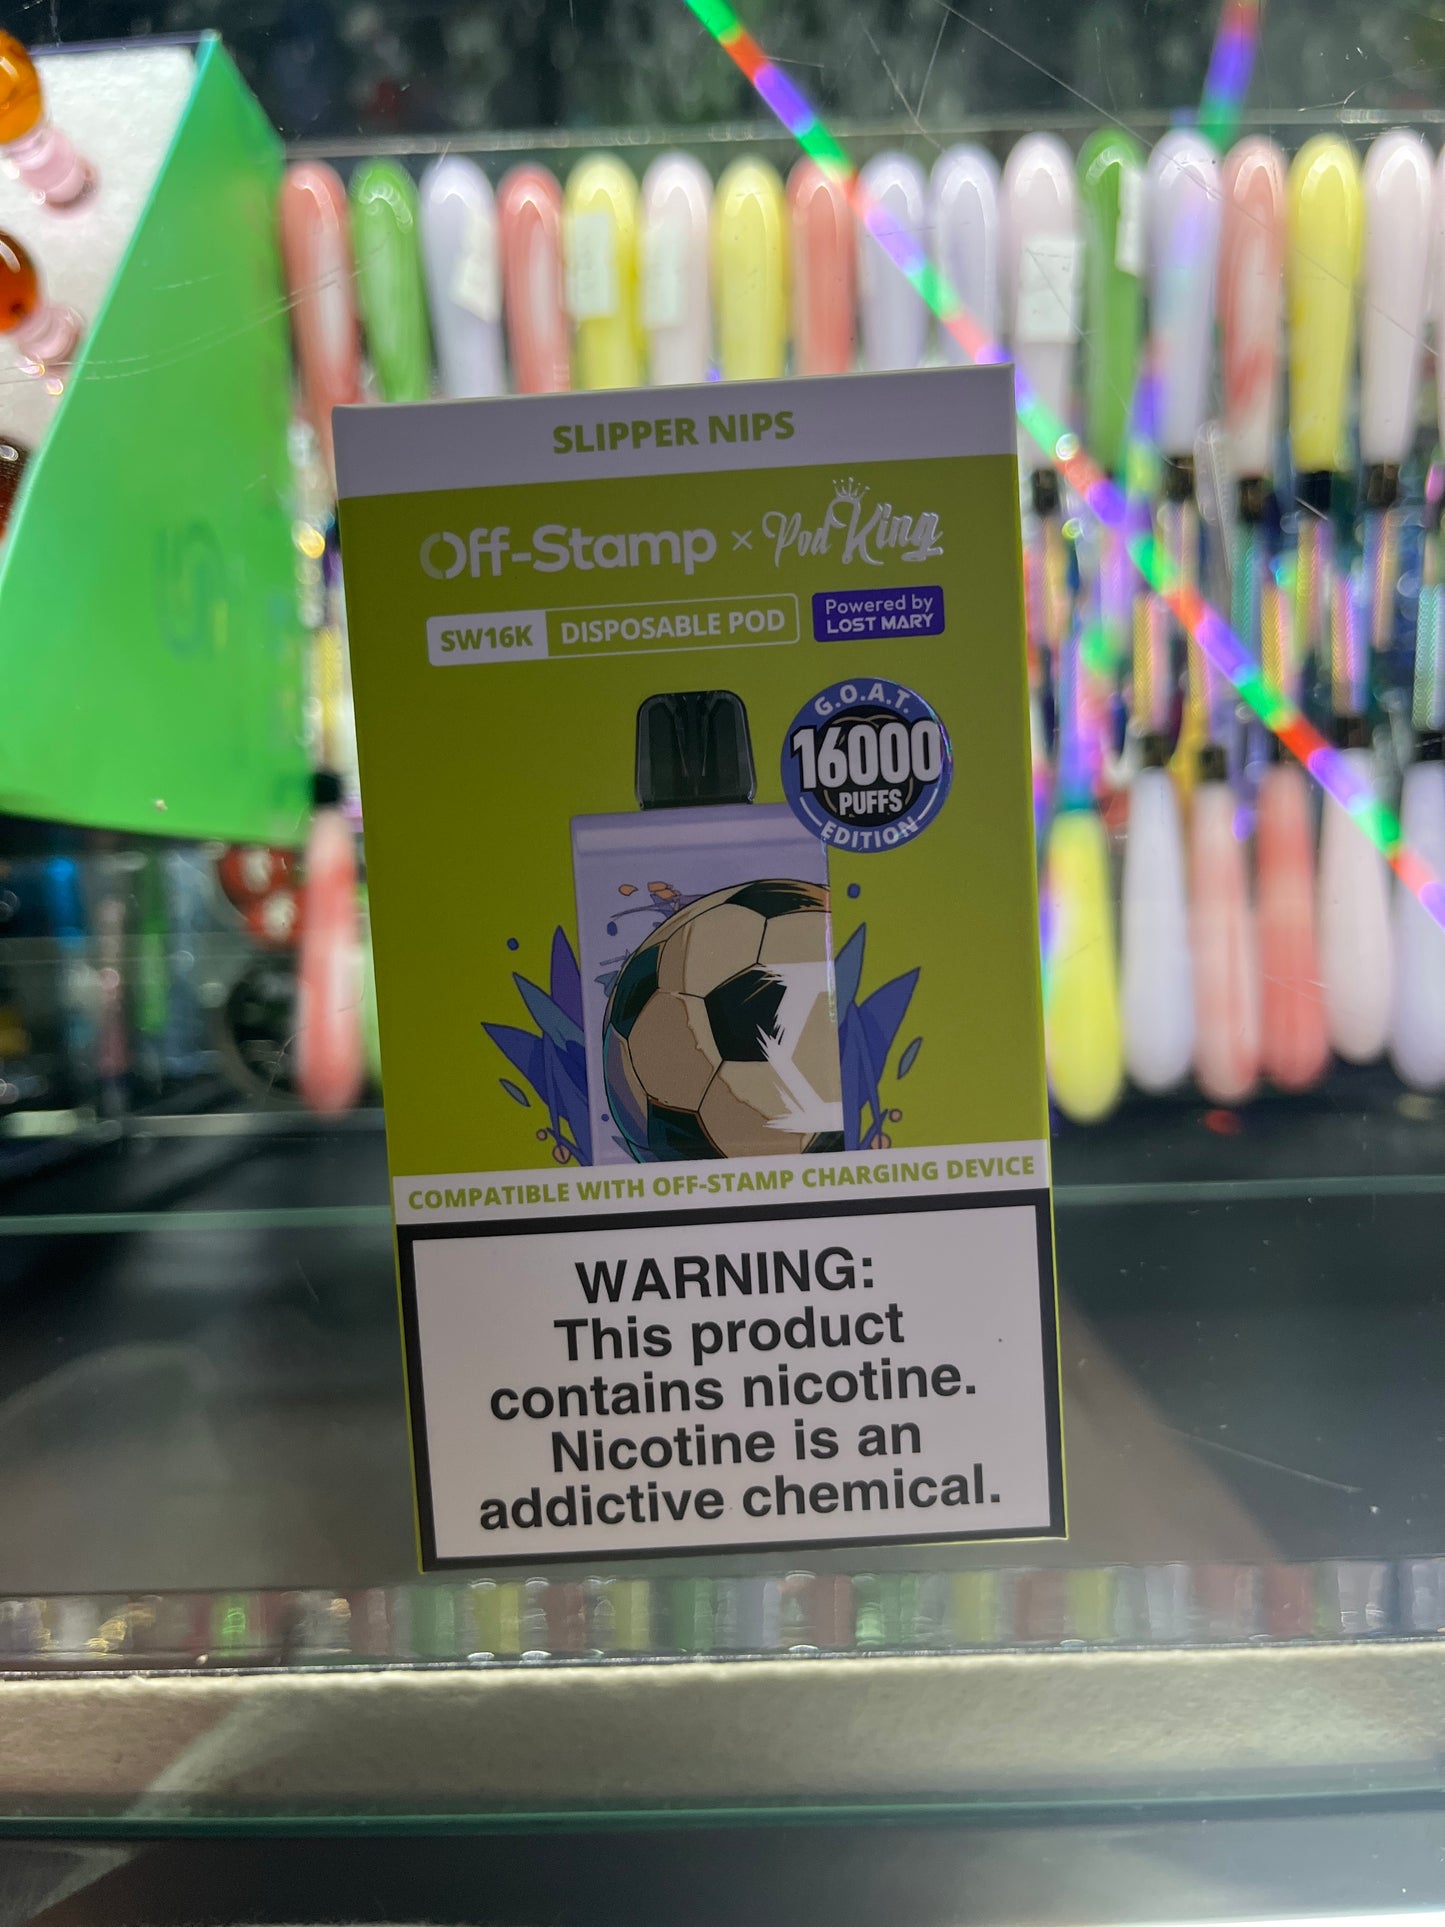 SLIPPER NIPS
Off-Stamp × Pod King
SW16K DISPOSABLE POD
Powered by
LOST MARY
G.O.A.T.
16000
PUFFS
EDITION
COMPATIBLE WITH OFF-STAMP CHARGING DEVICE
WARNING:
This product
contains nicotine.
Nicotine is an
addictive chemical.